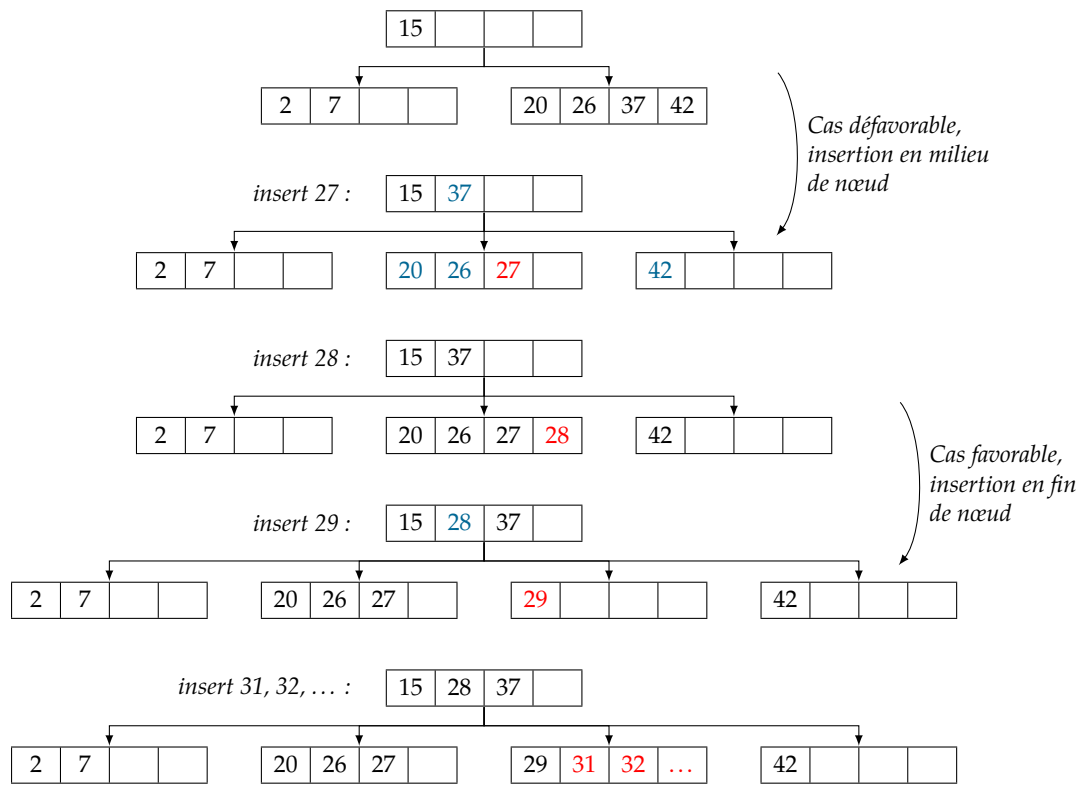 15
2 7
20 26 37 42
Cas défavorable,
insertion en milieu
de nœud
insert 27 :
15 37
2 7
20 26 27
42
insert 28 :
15 37
2 7
20 26 27 28
42
Cas favorable,
insertion en fin
de nœud
insert 29 :
15 28 37
2 7
20 26 27
29
42
insert 31, 32, … :
15 28 37
2 7
20 26 27
29 31 32 …
42